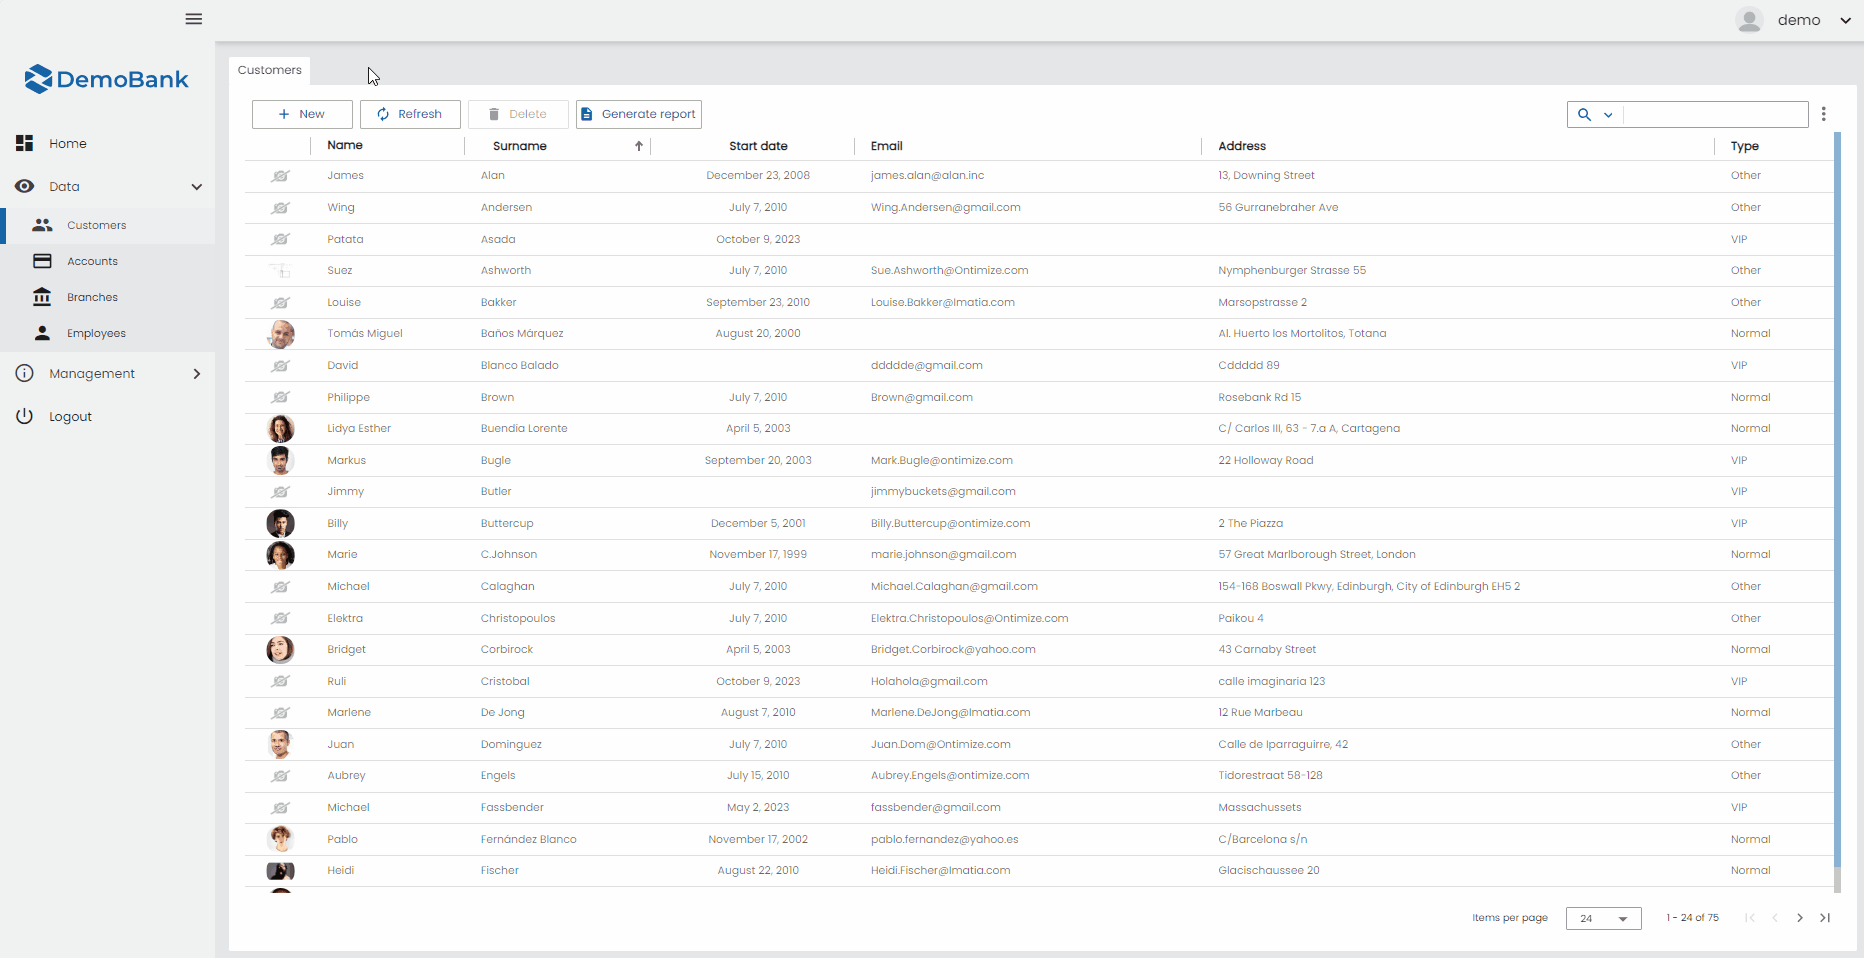 demo
DemoBank
Home
Data
Customers
Accounts
Branches
Employees
Management
Logout
Customers
New Refresh Delete Generate report
Name Surname Start date Email Address Type
James Alan December 23, 2008 james.alan@alan.inc 13, Downing Street Other
Wing Andersen July 7, 2010 Wing.Andersen@gmail.com 56 Gurranebraher Ave Other
Patata Asada October 9, 2023 VIP
Suez Ashworth July 7, 2010 Sue.Ashworth@Ontimize.com Nymphenburger Strasse 55 Other
Louise Bakker September 23, 2010 Louise.Bakker@Imatia.com Marsopstrasse 2 Other
Tomás Miguel Baños Márquez August 20, 2000 Al. Huerto los Mortolitos, Totana Normal
David Blanco Balado ddddde@gmail.com Cddddd 89 VIP
Philippe Brown July 7, 2010 Brown@gmail.com Rosebank Rd 15 Normal
Lidya Esther Buendia Lorente April 5, 2003 C/ Carlos III, 63 - 7.a A, Cartagena Normal
Markus Bugle September 20, 2003 Mark.Bugle@ontimize.com 22 Holloway Road VIP
Jimmy Butler jimmybuckets@gmail.com VIP
Billy Buttercup December 5, 2001 Billy.Buttercup@ontimize.com 2 The Piazza VIP
Marie C.Johnson November 17, 1999 marie.johnson@gmail.com 57 Great Marlborough Street, London Normal
Michael Calaghan July 7, 2010 Michael.Calaghan@gmail.com 154-168 Boswall Pkwy, Edinburgh, City of Edinburgh EH5 2 Other
Elektra Christopoulos July 7, 2010 Elektra.Christopoulos@Ontimize.com Paikou 4 Other
Bridget Corbirock April 5, 2003 Bridget.Corbirock@yahoo.com 43 Carnaby Street Normal
Ruli Cristobal October 9, 2023 Holahola@gmail.com calle imaginaria 123 VIP
Marlene De Jong August 7, 2010 Marlene.DeJong@Imatia.com 12 Rue Marbeau Normal
Juan Dominguez July 7, 2010 Juan.Dom@Ontimize.com Calle de Iparraguirre, 42 Other
Aubrey Engels July 15, 2010 Aubrey.Engels@ontimize.com Tidorestraat 58-128 Other
Michael Fassbender May 2, 2023 fassbender@gmail.com Massachussets VIP
Pablo Fernández Blanco November 17, 2002 pablo.fernandez@yahoo.es C/Barcelona s/n Normal
Heidi Fischer August 22, 2010 Heidi.Fischer@Imatia.com Glacischaussee 20 Normal
Items per page 24 1 - 24 of 75